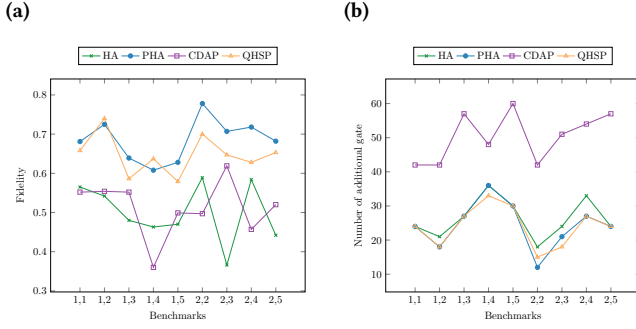 (a)
HA PHA CDAP QHSP
0.8
0.7
0.6
0.5
0.4
0.3
Fidelity
1,1 1,2 1,3 1,4 1,5 2,2 2,3 2,4 2,5
Benchmarks
(b)
HA PHA CDAP QHSP
60
50
40
30
20
10
Number of additional gate
1,1 1,2 1,3 1,4 1,5 2,2 2,3 2,4 2,5
Benchmarks